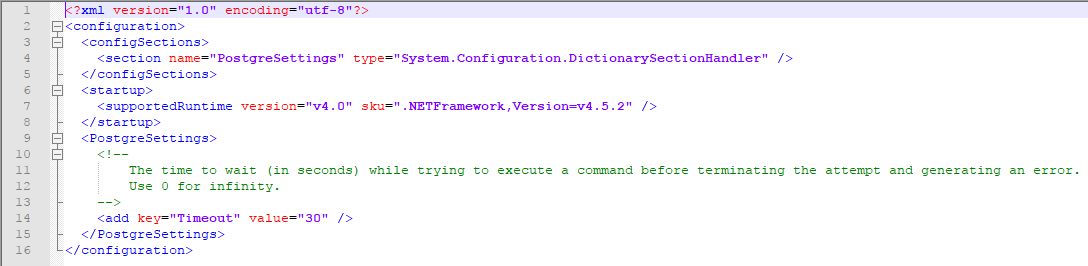 1 <?xml version="1.0" encoding="utf-8"?>
2 <configuration>
3 <configSections>
4 <section name="PostgreSettings" type="System.Configuration.DictionarySectionHandler" />
5 </configSections>
6 <startup>
7 <supportedRuntime version="v4.0" sku=".NETFramework,Version=v4.5.2" />
8 </startup>
9 <PostgreSettings>
10 <!--
11 The time to wait (in seconds) while trying to execute a command before terminating the attempt and generating an error.
12 Use 0 for infinity.
13 -->
14 <add key="Timeout" value="30" />
15 </PostgreSettings>
16 </configuration>